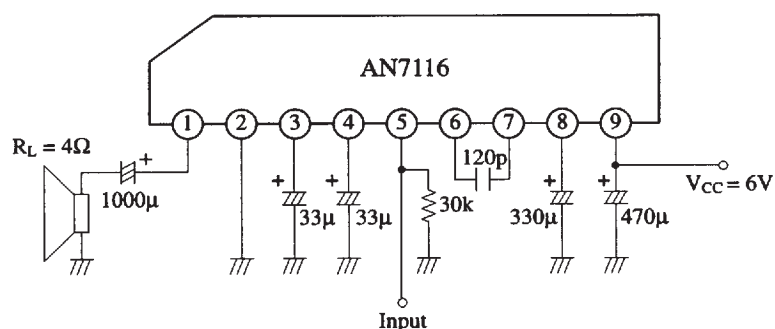 AN7116
1 2 3 4 5 6 7 8 9
R_L = 4Ω
120p
1000μ
33μ
33μ
30k
330μ
470μ
V_CC = 6V
Input
+
+
+
+
+